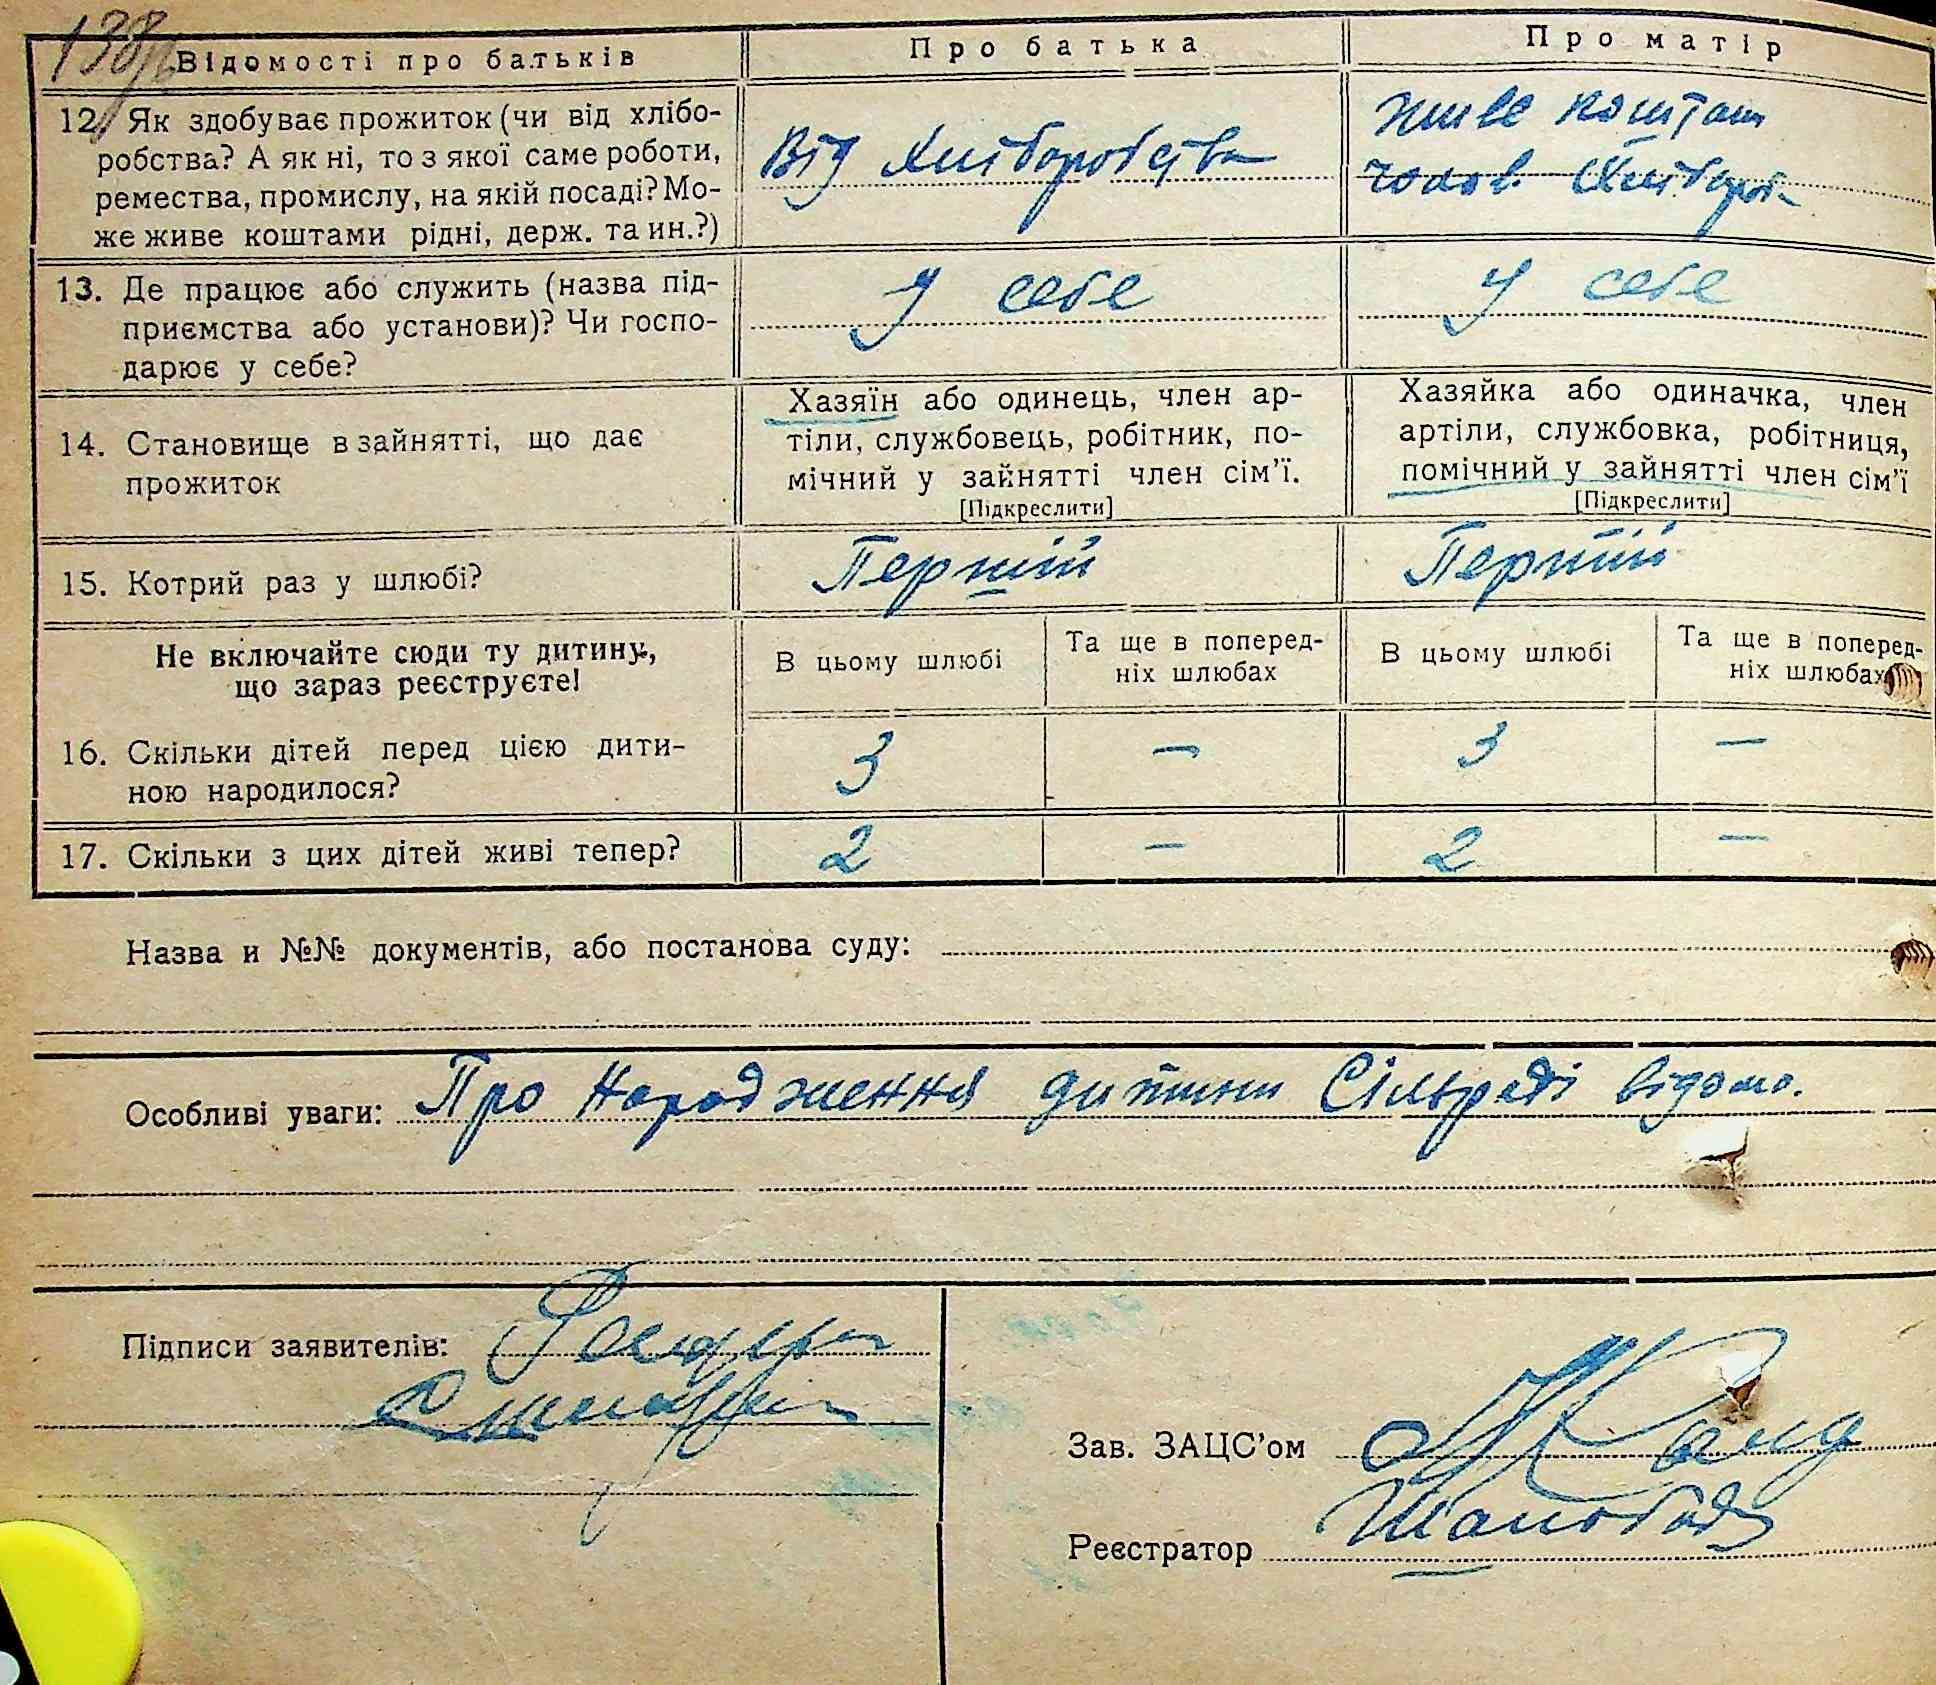 138
Відомості про батьків
Про батька
Про матір
12. Як здобуває прожиток (чи від хлібо-
робства? А як ні, то з якої саме роботи,
ремества, промислу, на якій посаді? Мо-
же живе коштами рідні, держ. та ин.?)
Від Хліборобства
живе коштам
чолов. Хлібороб.
13. Де працює або служить (назва під-
приємства або установи)? Чи госпо-
дарює у себе?
У себе
У себе
14. Становище в зайнятті, що дає
прожиток
Хазяїн або одинець, член ар-
тіли, службовець, робітник, по-
мічний у зайнятті член сім'ї.
[Підкреслити]
Хазяйка або одиначка, член
артіли, службовка, робітниця,
помічний у зайнятті член сім'ї
[Підкреслити]
15. Котрий раз у шлюбі?
Перший
Перший
Не включайте сюди ту дитину,
що зараз реєструєте!
В цьому шлюбі
Та ще в поперед-
ніх шлюбах
В цьому шлюбі
Та ще в поперед-
ніх шлюбах
16. Скільки дітей перед цією дити-
ною народилося?
3 — 3 —
17. Скільки з цих дітей живі тепер?
2 — 2 —
Назва и №№ документів, або постанова суду:
Особливі уваги: Про народження дитини Сільраді відомо.
Підписи заявителів:
Зав. ЗАЦС'ом
Реєстратор